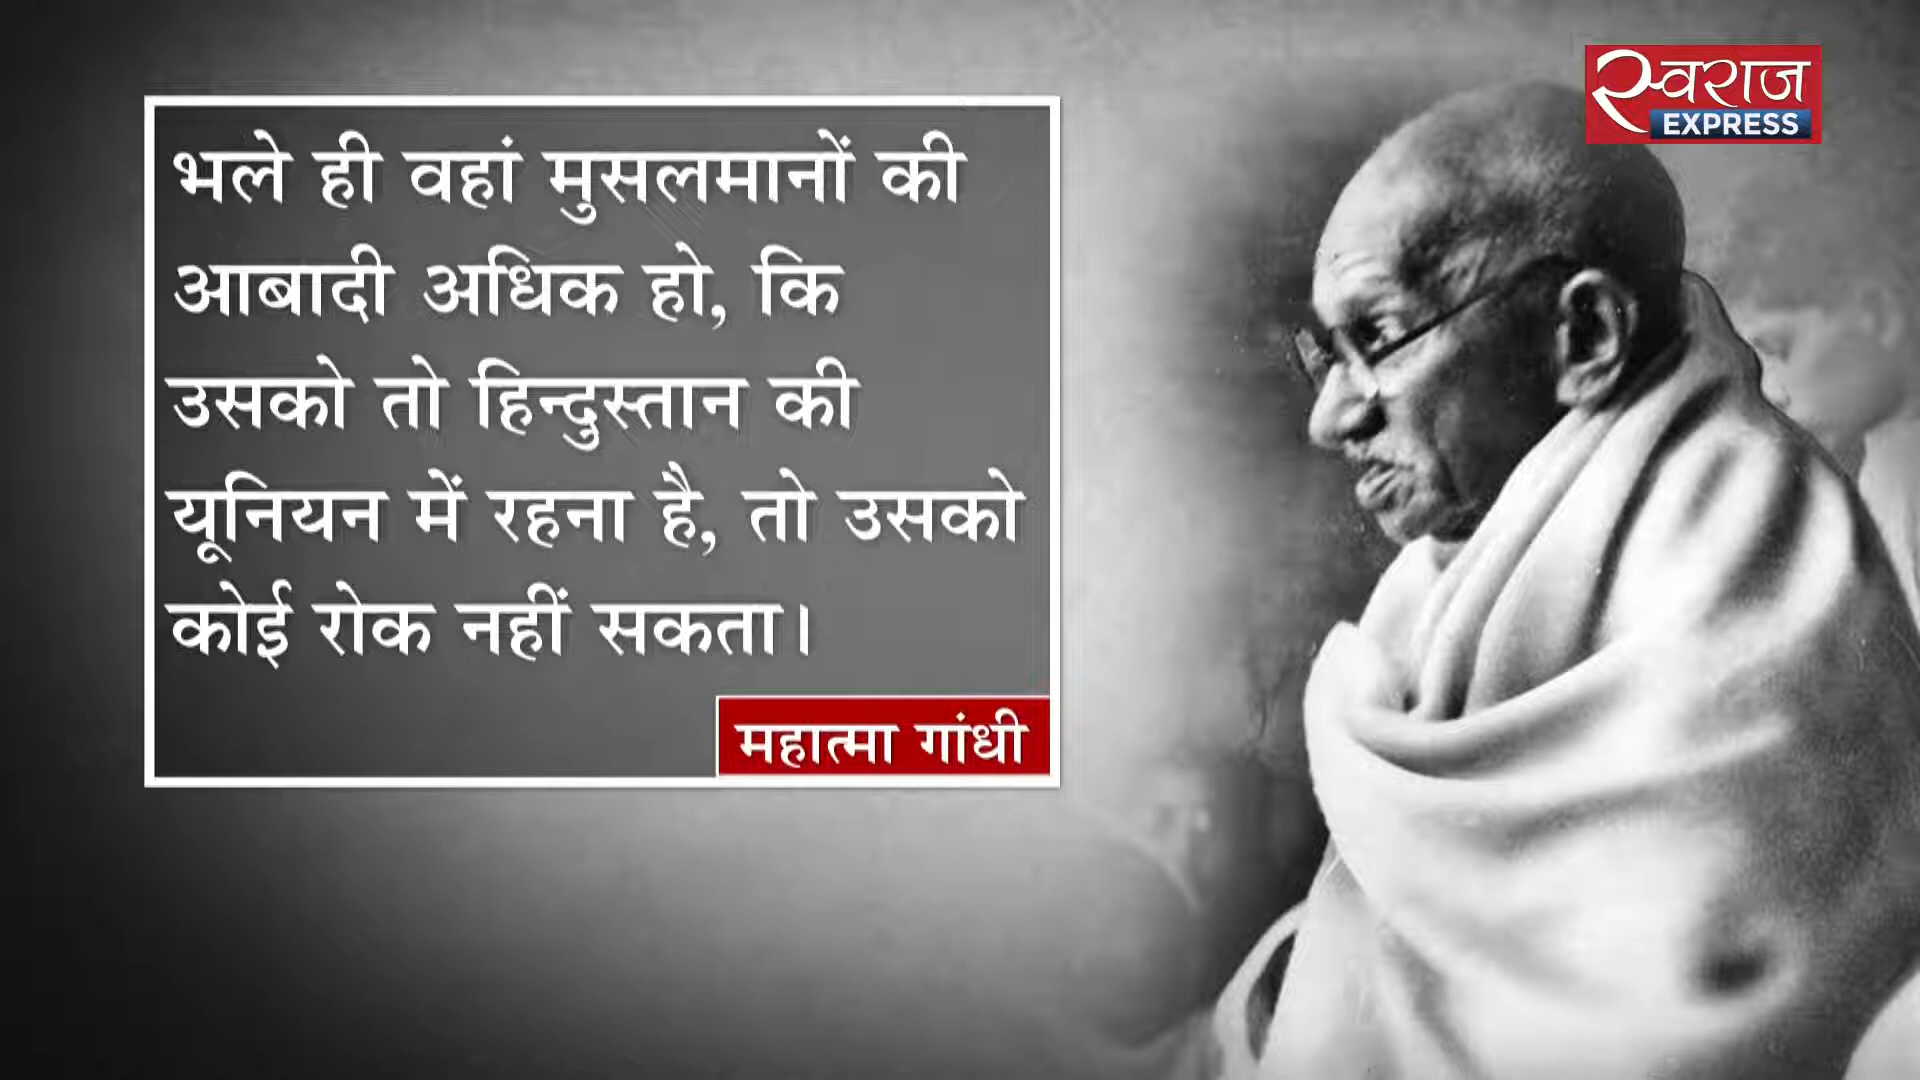 स्वराज
EXPRESS
भले ही वहां मुसलमानों की
आबादी अधिक हो, कि
उसको तो हिन्दुस्तान की
यूनियन में रहना है, तो उसको
कोई रोक नहीं सकता।
महात्मा गांधी